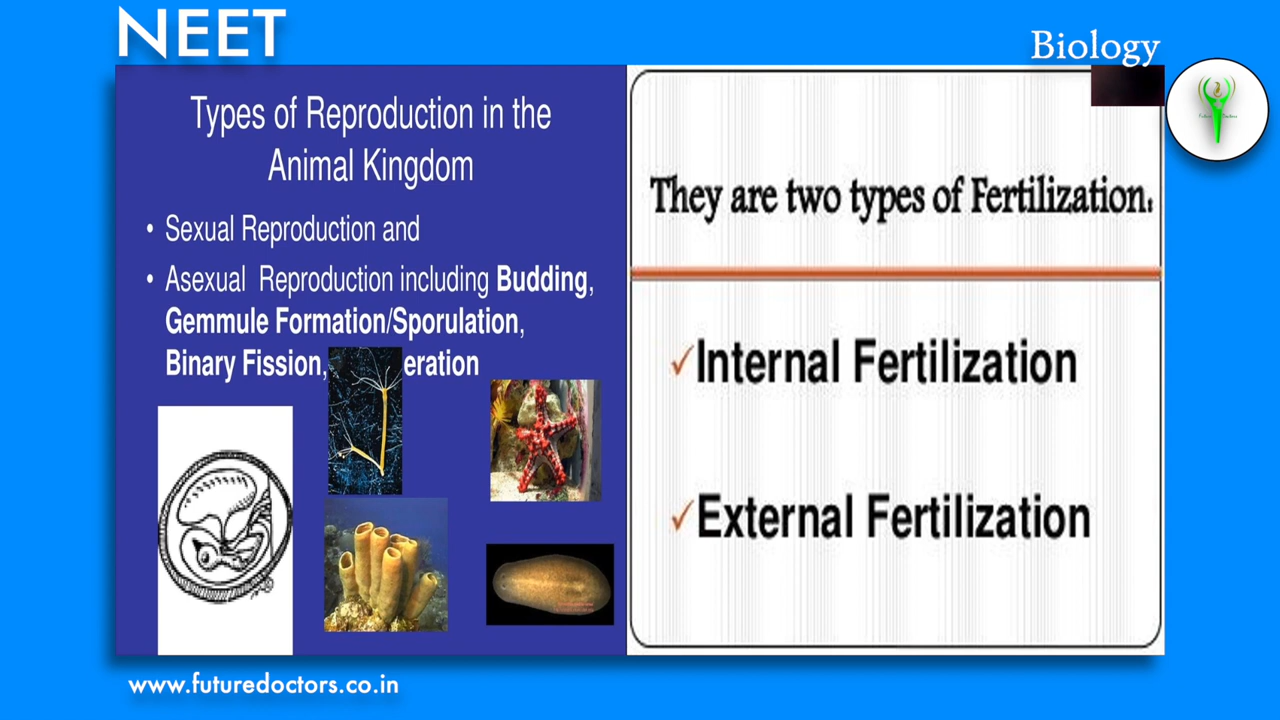 NEET
Biology
Types of Reproduction in the
Animal Kingdom
• Sexual Reproduction and
• Asexual Reproduction including Budding,
Gemmule Formation/Sporulation,
Binary Fission, eration
They are two types of Fertilization:
✓Internal Fertilization
✓External Fertilization
www.futuredoctors.co.in